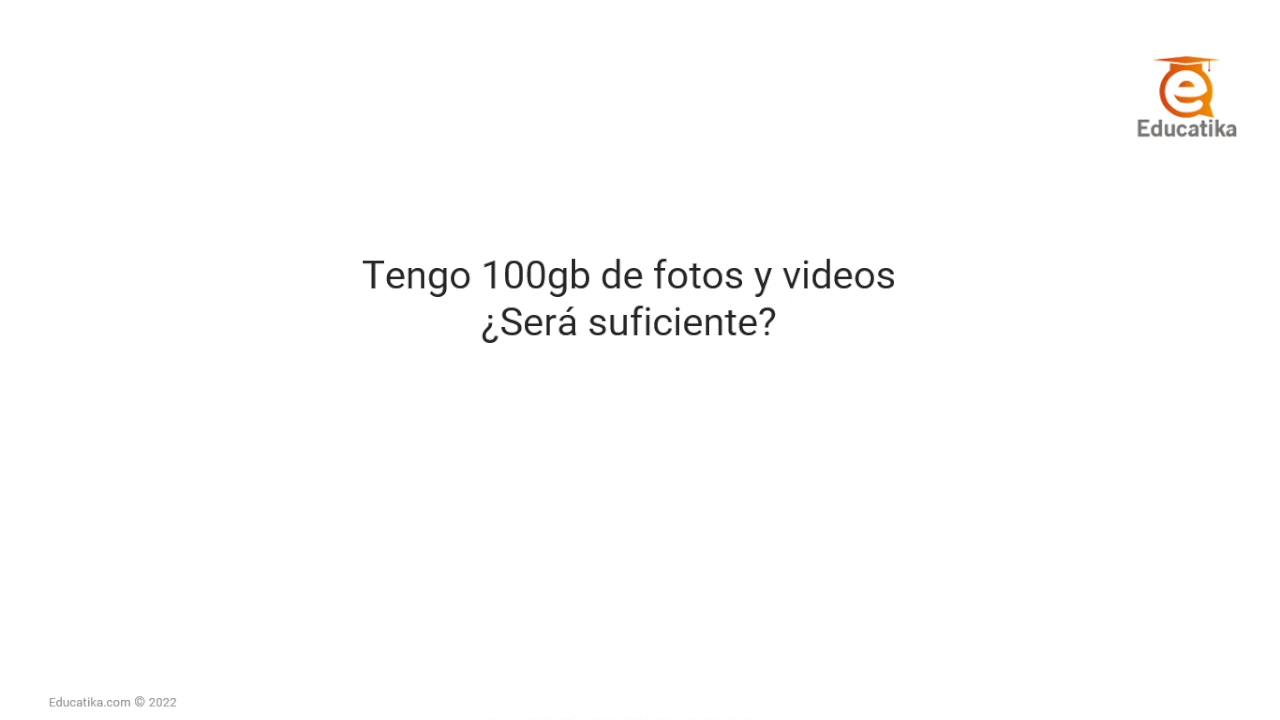 Educatika
Tengo 100gb de fotos y videos
¿Será suficiente?
Educatika.com © 2022